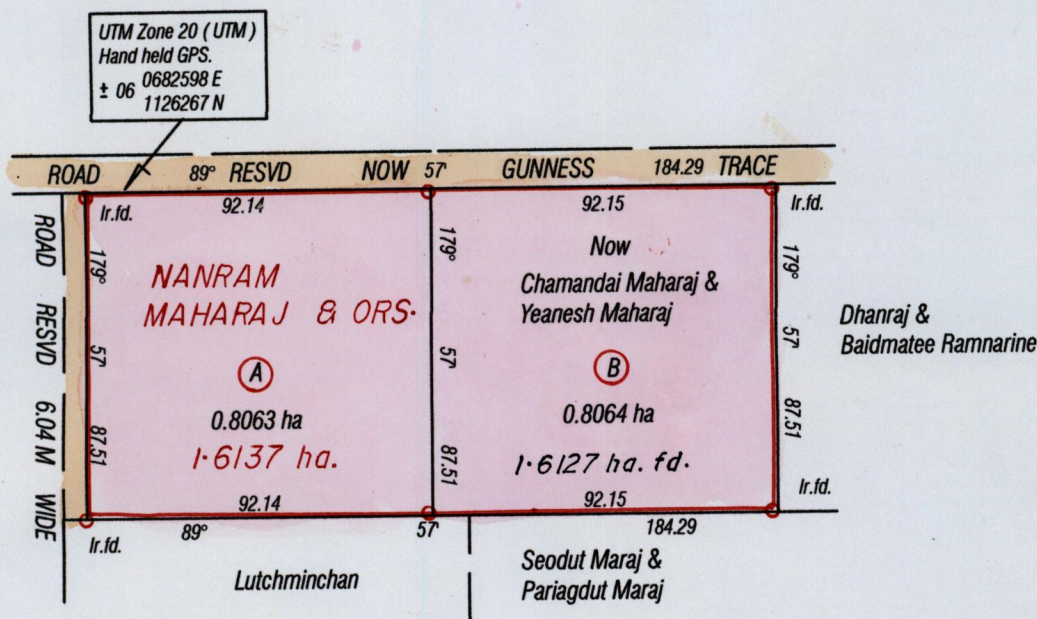 UTM Zone 20 ( UTM )
Hand held GPS.
± 06 0682598 E
1126267 N
ROAD 89° RESVD NOW 57' GUNNESS 184.29 TRACE
Ir.fd. 92.14 92.15 Ir.fd.
ROAD RESVD 6.04 M WIDE
179° 57' 87.51
NANRAM
MAHARAJ & ORS.
A
0.8063 ha
1.6137 ha.
92.14
179° 57' 87.51
Now
Chamandai Maharaj &
Yeanesh Maharaj
B
0.8064 ha
1.6127 ha. fd.
92.15
179° 57' 87.51
Dhanraj &
Baidmatee Ramnarine
Ir.fd.
Ir.fd. 89° 57' 184.29
Lutchminchan
Seodut Maraj &
Pariagdut Maraj